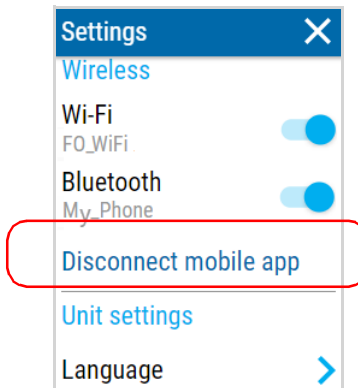 Settings
Wireless
Wi-Fi
FO_WiFi
Bluetooth
My_Phone
Disconnect mobile app
Unit settings
Language